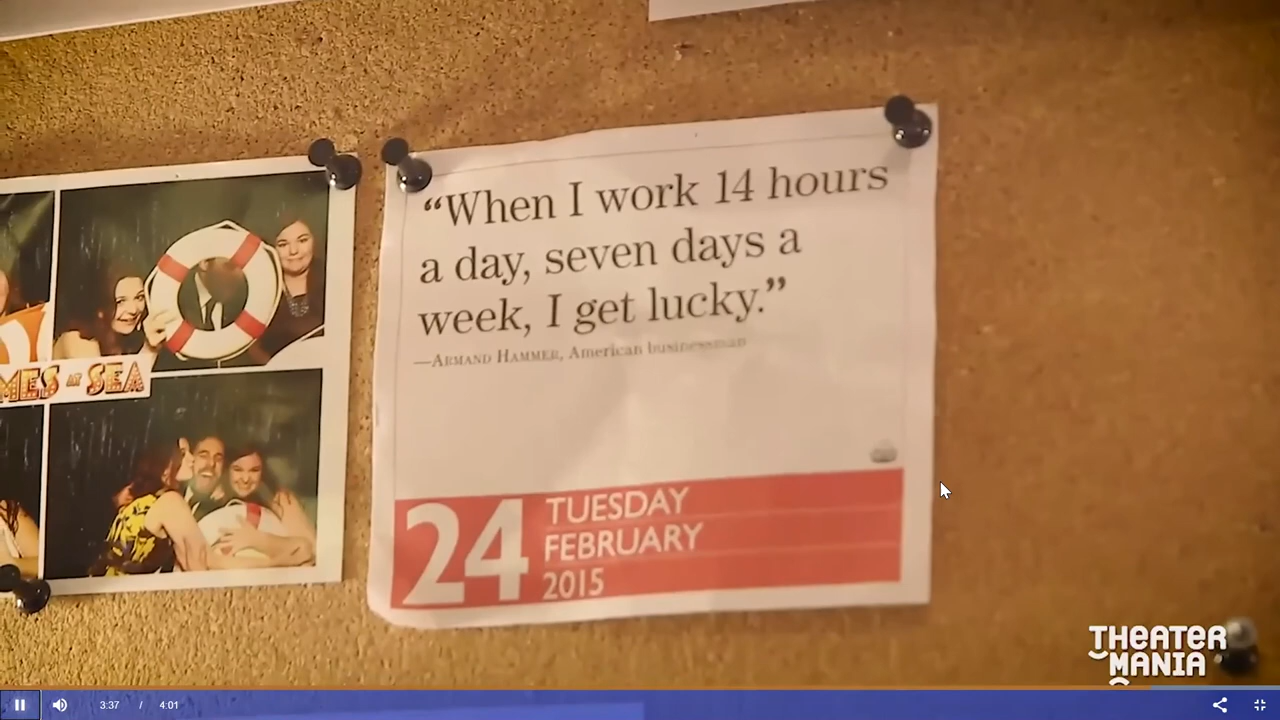 “When I work 14 hours
a day, seven days a
week, I get lucky.”
—ARMAND HAMMER, American businessman
24
TUESDAY
FEBRUARY
2015
MES AT SEA
THEATER
MANIA
3:37 / 4:01